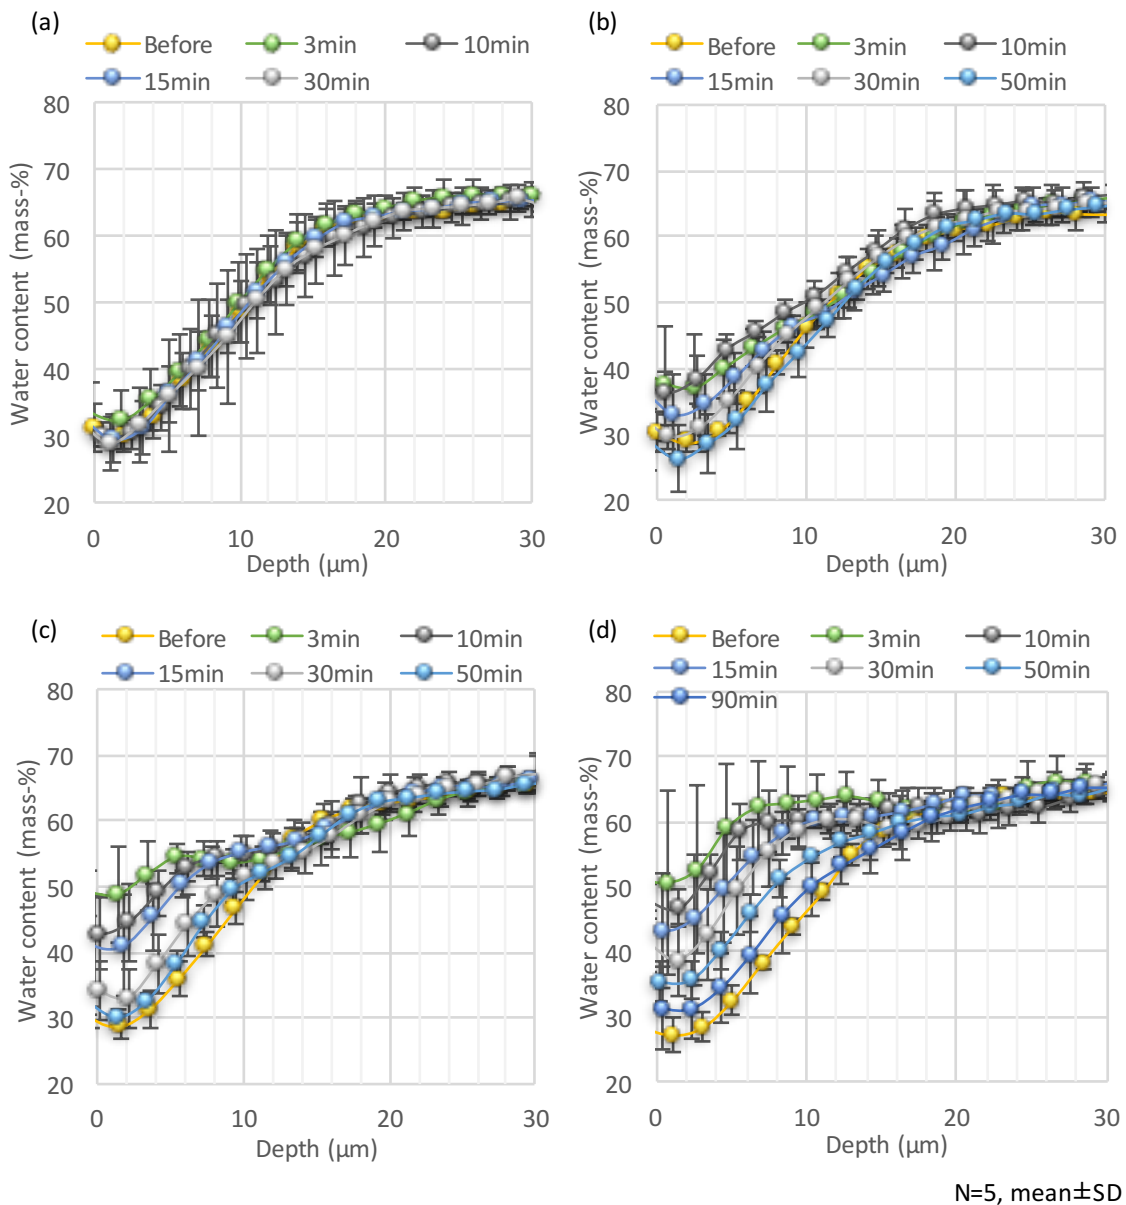 (a)
Before 3min 10min
15min 30min
80
70
60
50
40
30
20
Water content (mass-%)
0 10 20 30
Depth (μm)
(b)
Before 3min 10min
15min 30min 50min
80
70
60
50
40
30
20
Water content (mass-%)
0 10 20 30
Depth (μm)
(c)
Before 3min 10min
15min 30min 50min
80
70
60
50
40
30
20
Water content (mass-%)
0 10 20 30
Depth (μm)
(d)
Before 3min 10min
15min 30min 50min
90min
80
70
60
50
40
30
20
Water content (mass-%)
0 10 20 30
Depth (μm)
N=5, mean±SD